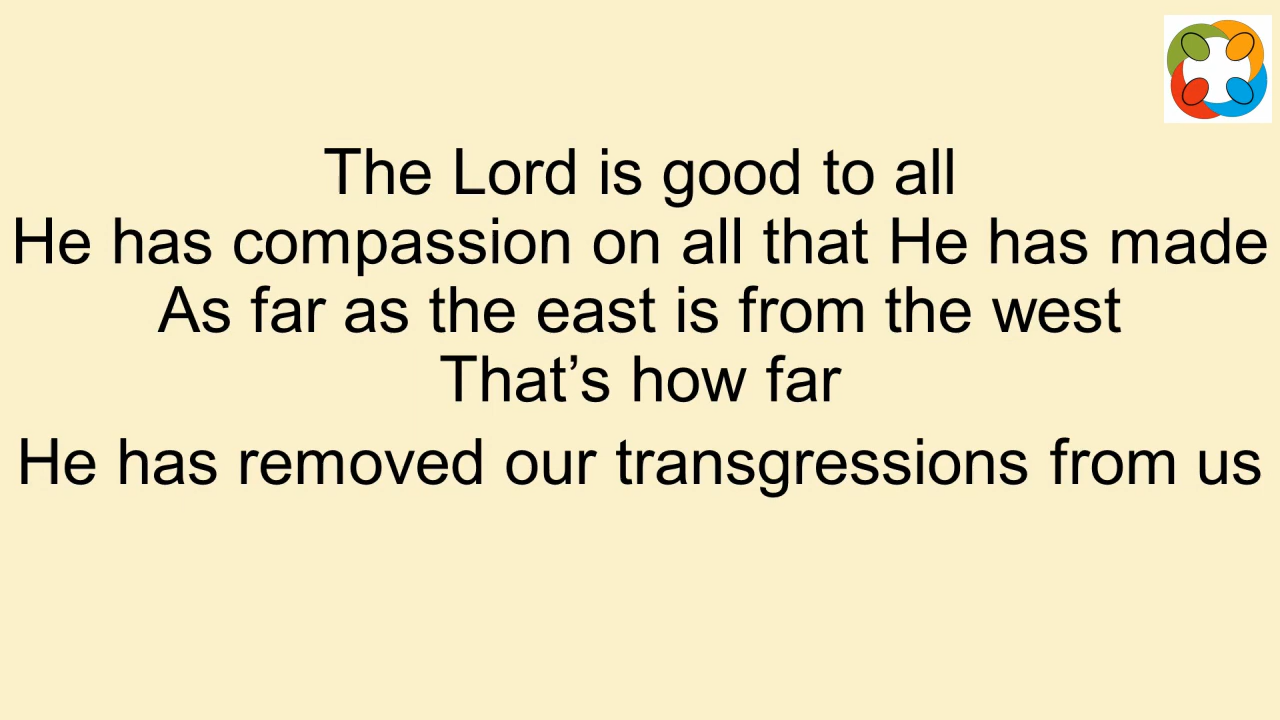 The Lord is good to all
He has compassion on all that He has made
As far as the east is from the west
That’s how far
He has removed our transgressions from us